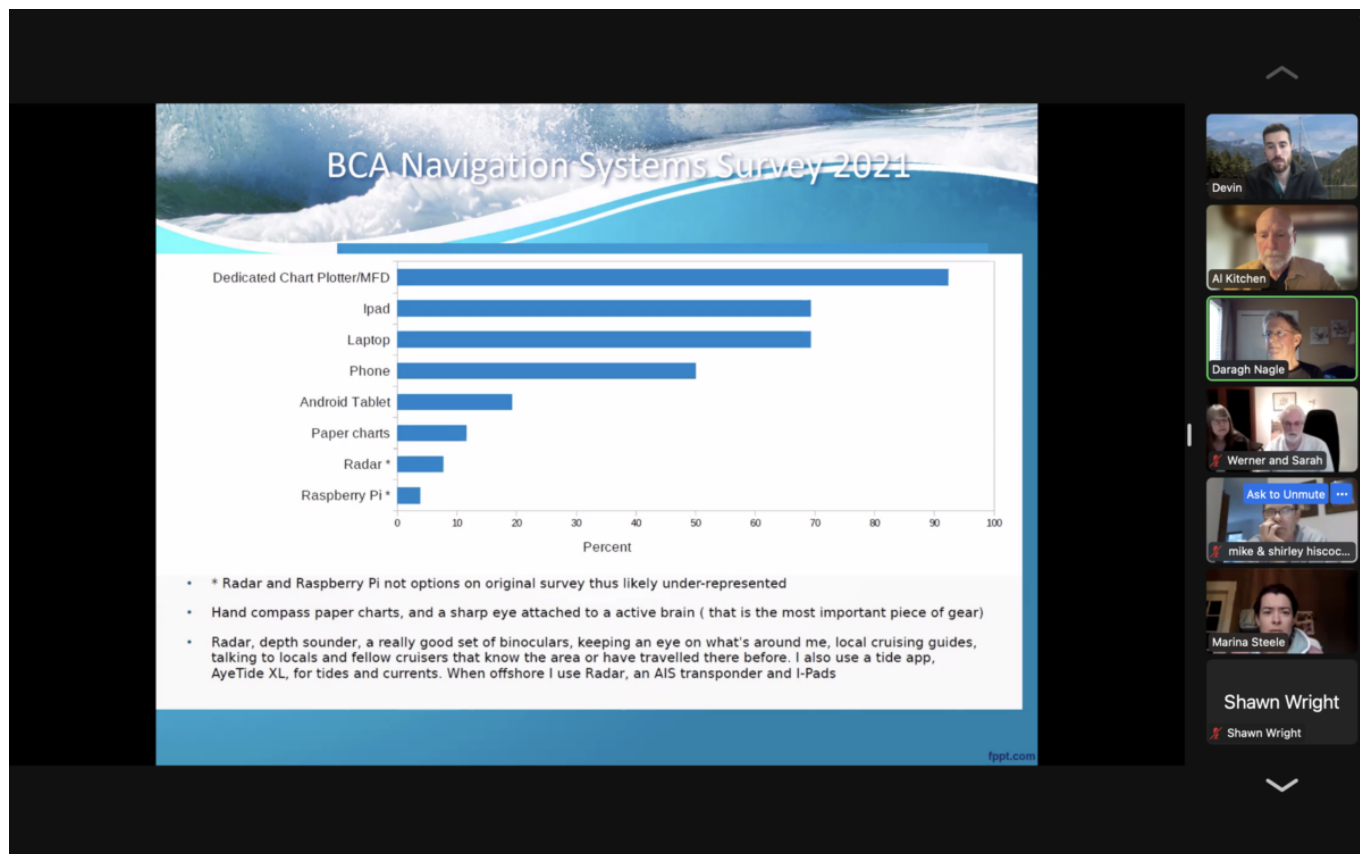 BCA Navigation Systems Survey 2021
Dedicated Chart Plotter/MFD
Ipad
Laptop
Phone
Android Tablet
Paper charts
Radar *
Raspberry Pi *
0 10 20 30 40 50 60 70 80 90 100
Percent
• * Radar and Raspberry Pi not options on original survey thus likely under-represented
• Hand compass paper charts, and a sharp eye attached to a active brain ( that is the most important piece of gear)
• Radar, depth sounder, a really good set of binoculars, keeping an eye on what's around me, local cruising guides,
talking to locals and fellow cruisers that know the area or have travelled there before. I also use a tide app,
AyeTide XL, for tides and currents. When offshore I use Radar, an AIS transponder and I-Pads
fppt.com
Devin
Al Kitchen
Daragh Nagle
Werner and Sarah
Ask to Unmute ...
mike & shirley hiscoc...
Marina Steele
Shawn Wright
Shawn Wright